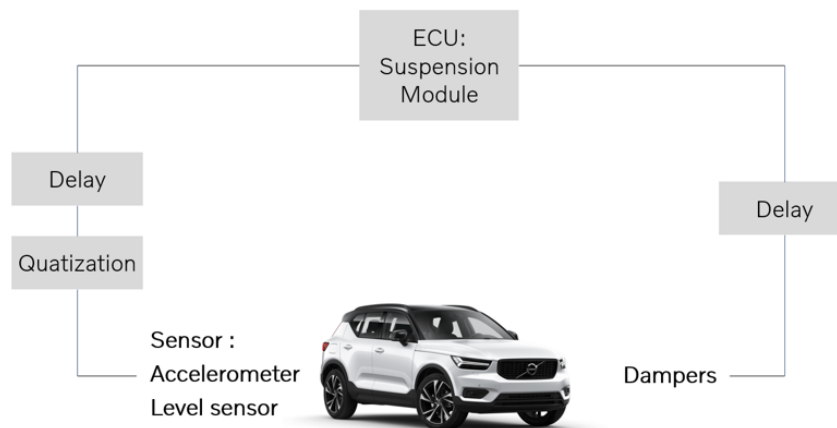 ECU:
Suspension
Module
Delay
Delay
Quatization
Sensor :
Accelerometer
Dampers
Level sensor